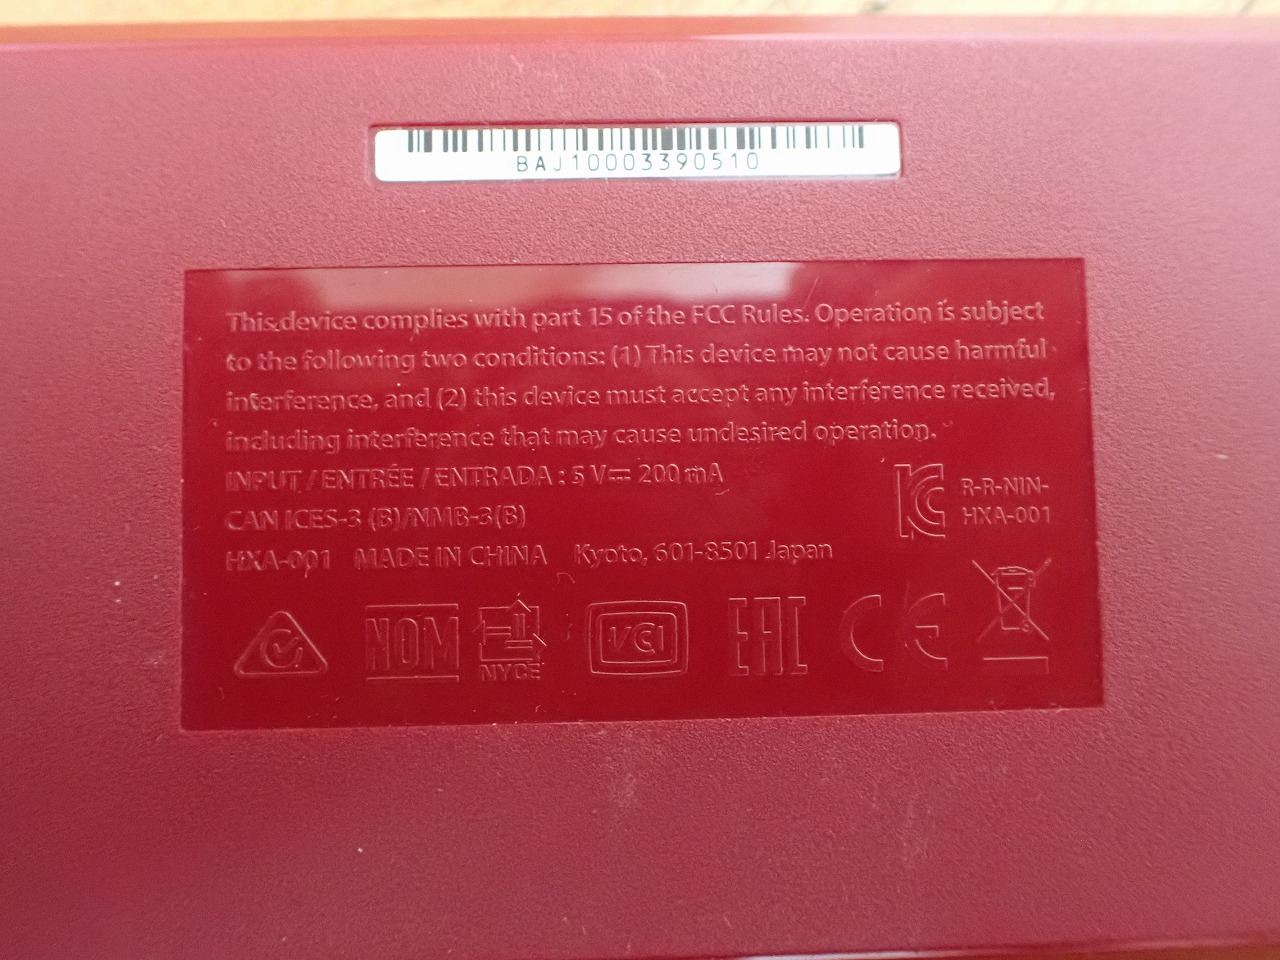 BAJ10003390510
This device complies with part 15 of the FCC Rules. Operation is subject
to the following two conditions: (1) This device may not cause harmful
interference, and (2) this device must accept any interference received,
including interference that may cause undesired operation.
INPUT / ENTRÉE / ENTRADA : 5 V⎓ 200 mA
CAN ICES-3 (B)/NMB-3(B)
R-R-NIN-
HXA-001
HXA-001 MADE IN CHINA Kyoto, 601-8501 Japan
NOM
NYCE
VCI
EAC
CE